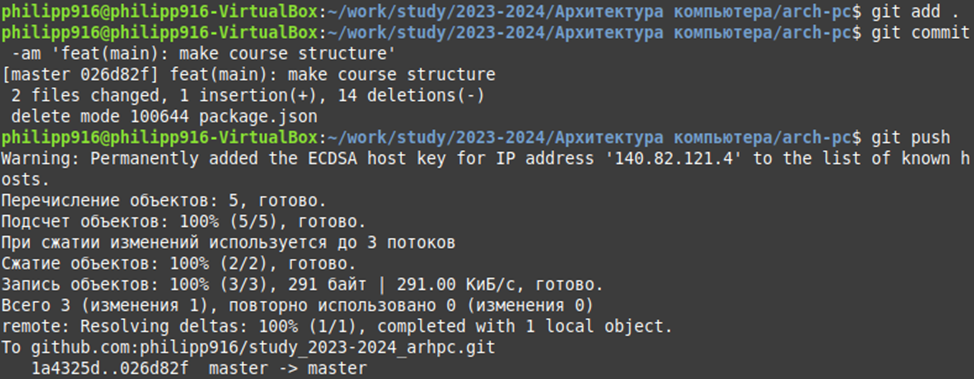 philipp916@philipp916-VirtualBox:~/work/study/2023-2024/Архитектура компьютера/arch-pc$ git add .
philipp916@philipp916-VirtualBox:~/work/study/2023-2024/Архитектура компьютера/arch-pc$ git commit
 -am 'feat(main): make course structure'
[master 026d82f] feat(main): make course structure
 2 files changed, 1 insertion(+), 14 deletions(-)
 delete mode 100644 package.json
philipp916@philipp916-VirtualBox:~/work/study/2023-2024/Архитектура компьютера/arch-pc$ git push
Warning: Permanently added the ECDSA host key for IP address '140.82.121.4' to the list of known h
osts.
Перечисление объектов: 5, готово.
Подсчет объектов: 100% (5/5), готово.
При сжатии изменений используется до 3 потоков
Сжатие объектов: 100% (2/2), готово.
Запись объектов: 100% (3/3), 291 байт | 291.00 КиБ/с, готово.
Всего 3 (изменения 1), повторно использовано 0 (изменения 0)
remote: Resolving deltas: 100% (1/1), completed with 1 local object.
To github.com:philipp916/study_2023-2024_arhpc.git
   1a4325d..026d82f  master -> master